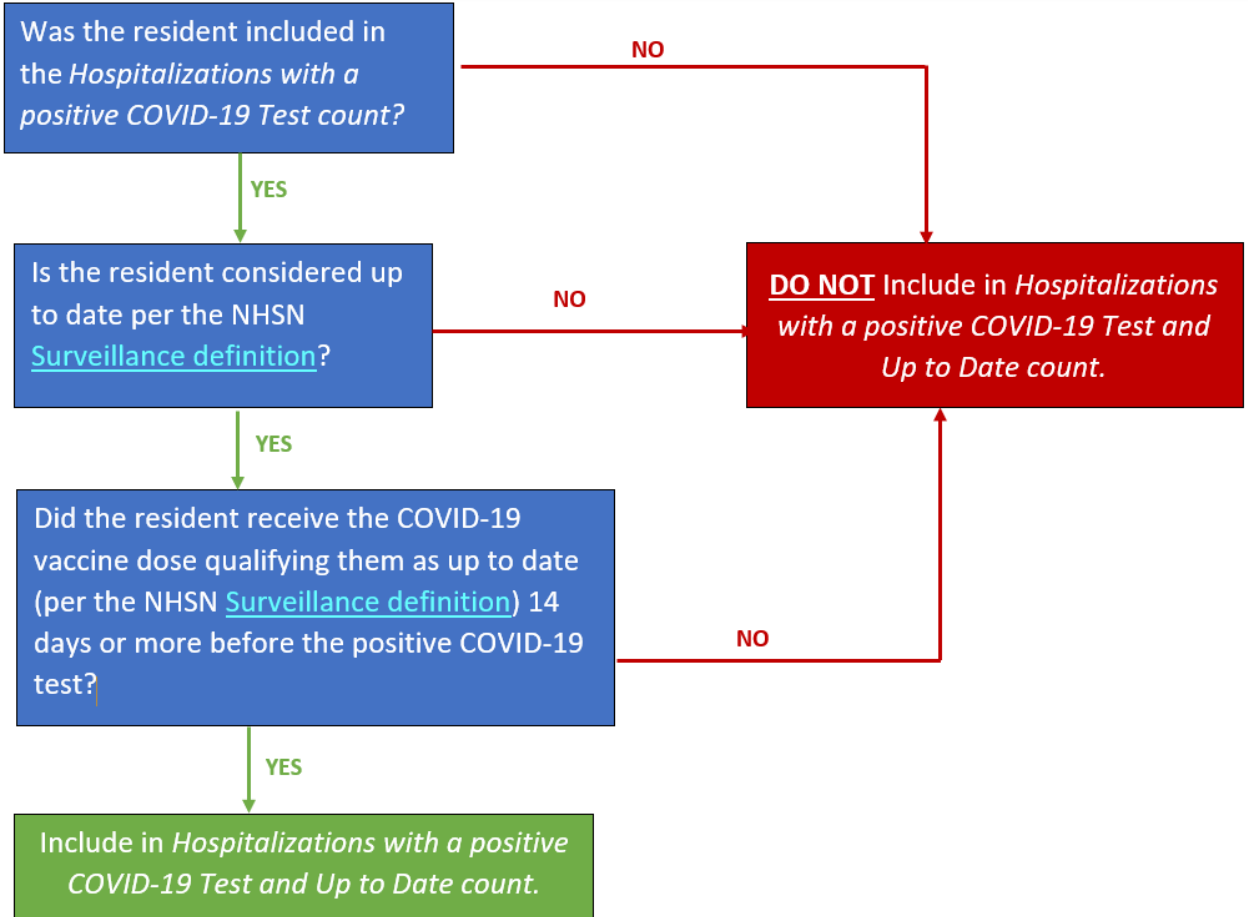 Was the resident included in
the Hospitalizations with a
positive COVID-19 Test count?
NO
YES
Is the resident considered up
to date per the NHSN
Surveillance definition?
NO
DO NOT Include in Hospitalizations
with a positive COVID-19 Test and
Up to Date count.
YES
Did the resident receive the COVID-19
vaccine dose qualifying them as up to date
(per the NHSN Surveillance definition) 14
days or more before the positive COVID-19
test?
NO
YES
Include in Hospitalizations with a positive
COVID-19 Test and Up to Date count.